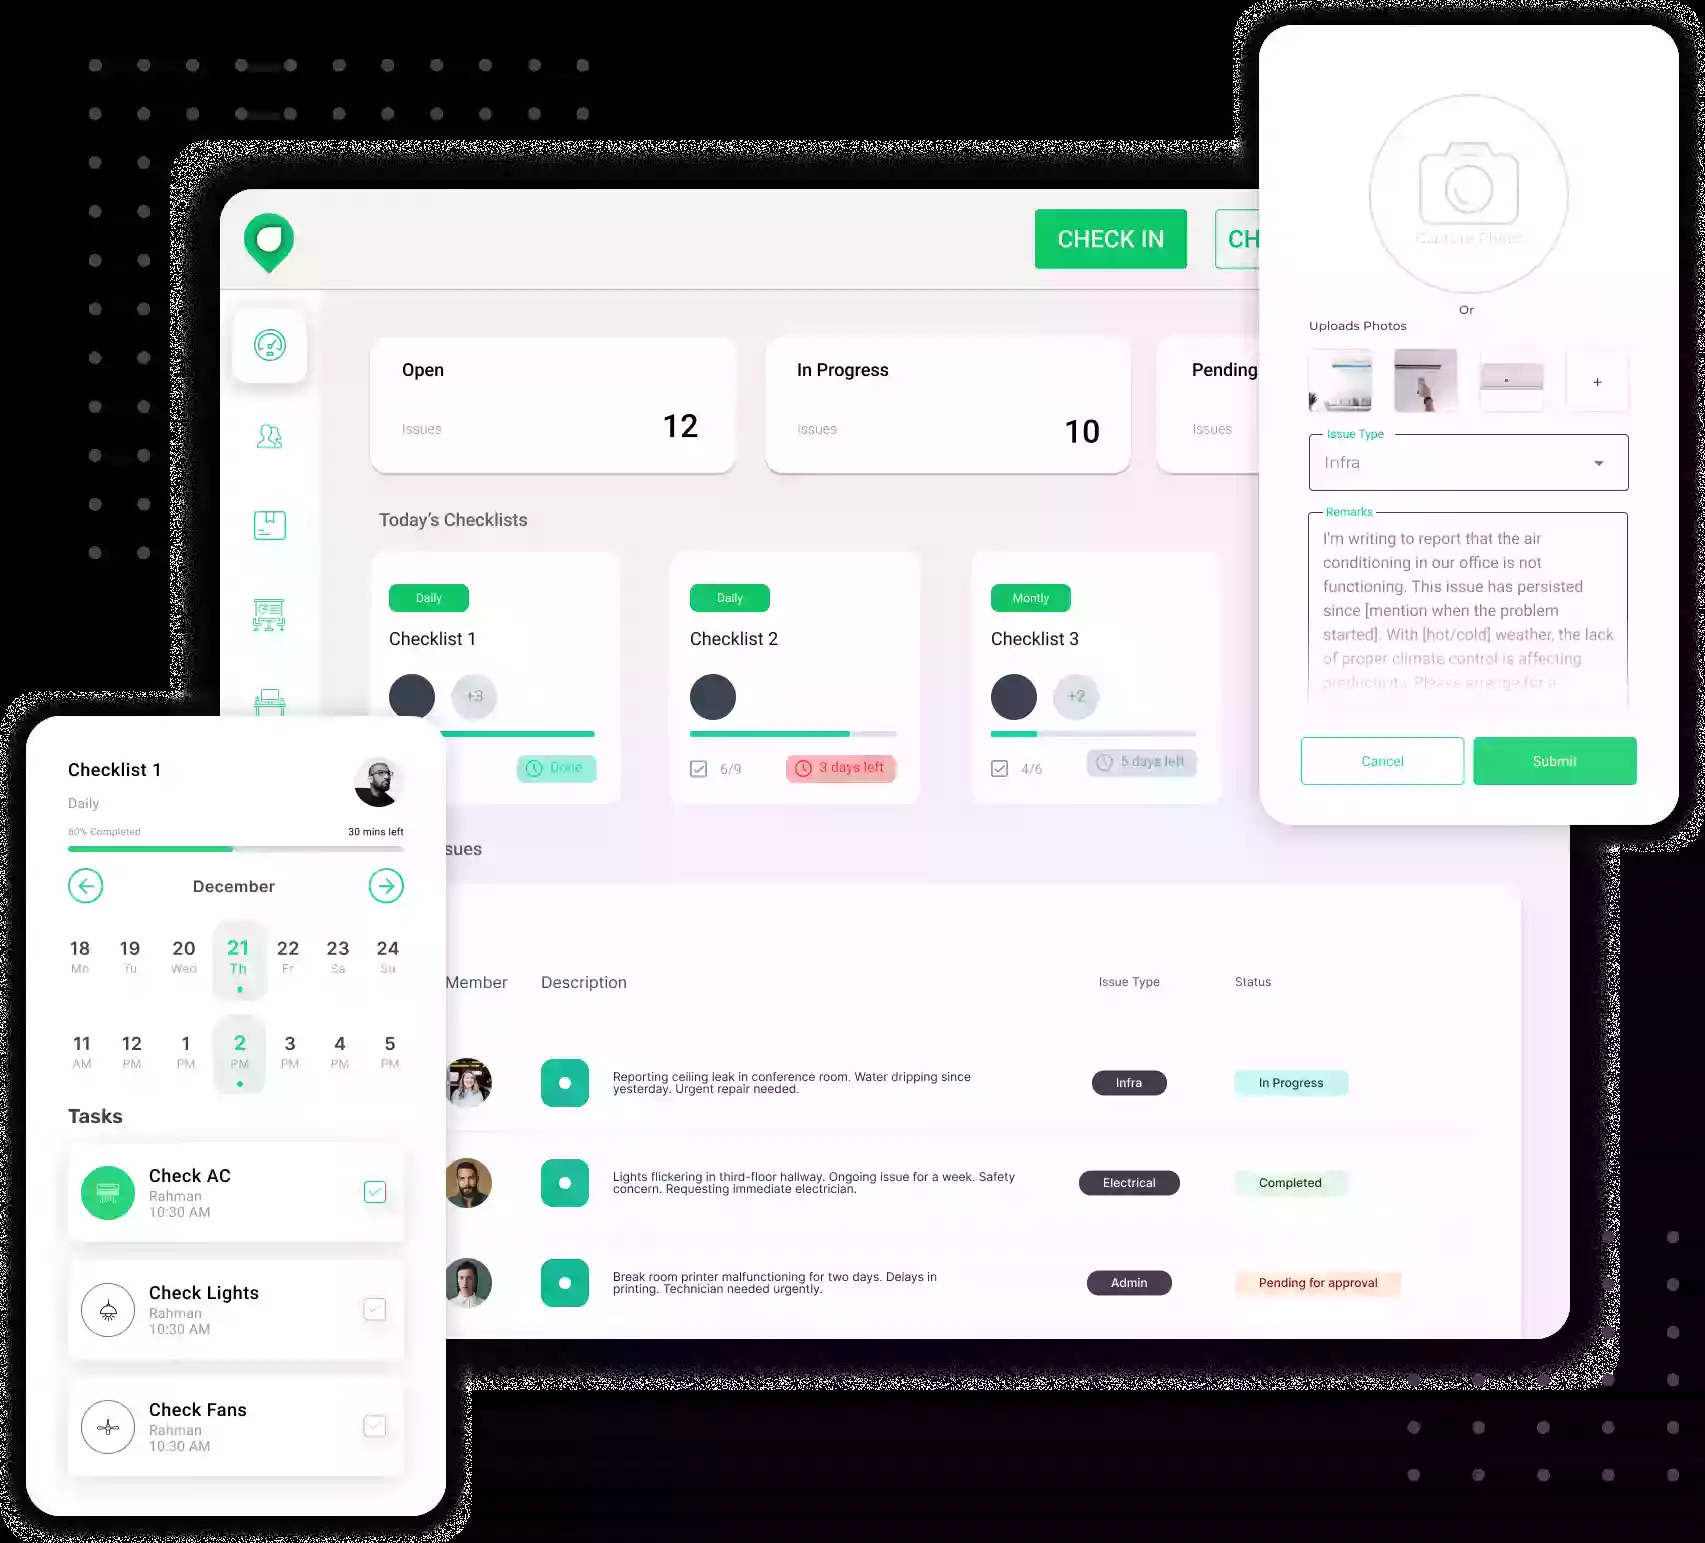 CHECK IN
CH
Open
Issues
12
In Progress
Issues
10
Pending
Issues
Today's Checklists
Daily
Checklist 1
+3
Done
Daily
Checklist 2
6/9
3 days left
Montly
Checklist 3
+2
4/6
5 days left
sues
Member
Description
Issue Type
Status
Reporting ceiling leak in conference room. Water dripping since
yesterday. Urgent repair needed.
Infra
In Progress
Lights flickering in third-floor hallway. Ongoing issue for a week. Safety
concern. Requesting immediate electrician.
Electrical
Completed
Break room printer malfunctioning for two days. Delays in
printing. Technician needed urgently.
Admin
Pending for approval
Capture Photo
Or
Uploads Photos
+
Issue Type
Infra
Remarks
I'm writing to report that the air
conditioning in our office is not
functioning. This issue has persisted
since [mention when the problem
started]. With [hot/cold] weather, the lack
of proper climate control is affecting
productivity. Please arrange for a
Cancel
Submit
Checklist 1
Daily
60% Completed
30 mins left
December
18 19 20 21 22 23 24
Mo Tu Wed Th Fr Sa Su
11 12 1 2 3 4 5
AM PM PM PM PM PM PM
Tasks
Check AC
Rahman
10:30 AM
Check Lights
Rahman
10:30 AM
Check Fans
Rahman
10:30 AM